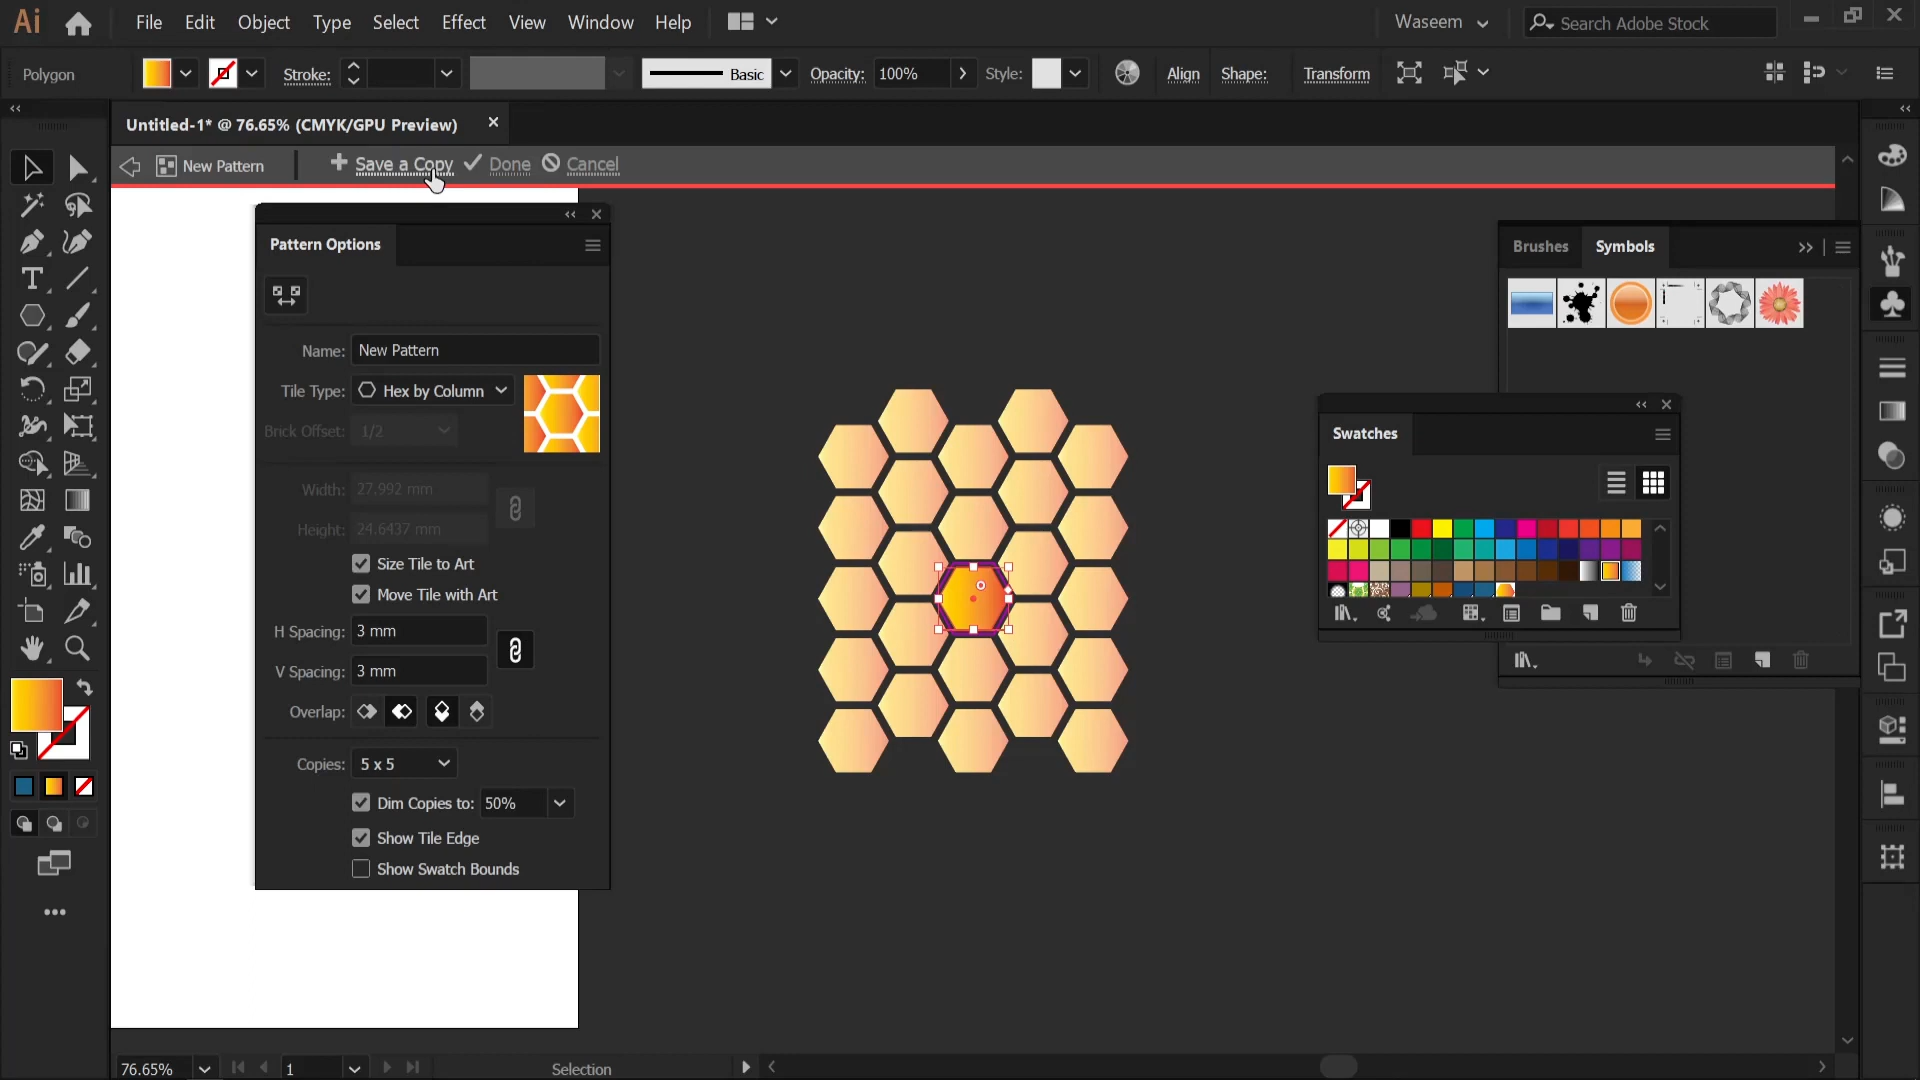 Ai File Edit Object Type Select Effect View Window Help Waseem Search Adobe Stock
Polygon Stroke: Basic Opacity: 100% Style: Align Shape: Transform
Untitled-1* @ 76.65% (CMYK/GPU Preview)
New Pattern Save a Copy Done Cancel
Pattern Options
Name: New Pattern
Tile Type: Hex by Column
Brick Offset: 1/2
Width: 27.992 mm
Height: 24.6437 mm
Size Tile to Art
Move Tile with Art
H Spacing: 3 mm
V Spacing: 3 mm
Overlap:
Copies: 5 x 5
Dim Copies to: 50%
Show Tile Edge
Show Swatch Bounds
Brushes Symbols
Swatches
76.65% 1 Selection